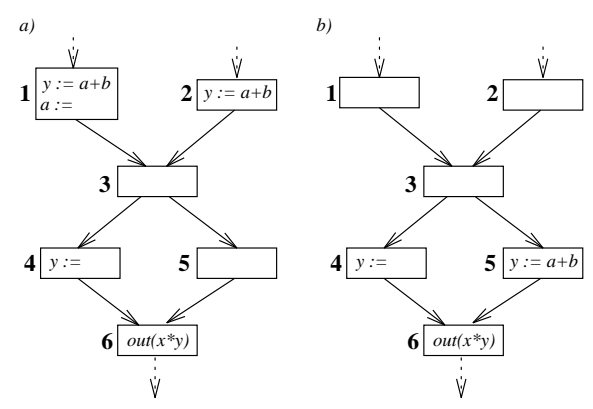 a)
b)
1
y := a+b
a :=
2
y := a+b
1
2
3
3
4
y :=
5
4
y :=
5
y := a+b
6
out(x*y)
6
out(x*y)